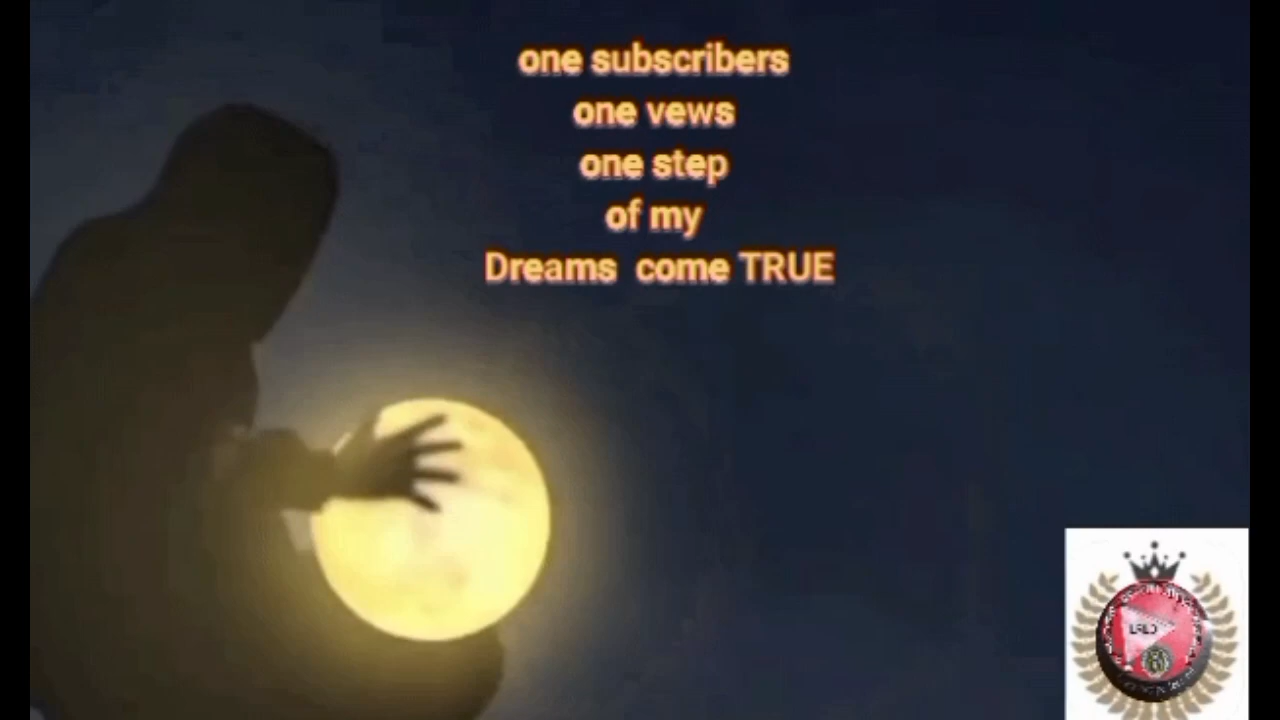 one subscribers
one vews
one step
of my
Dreams come TRUE